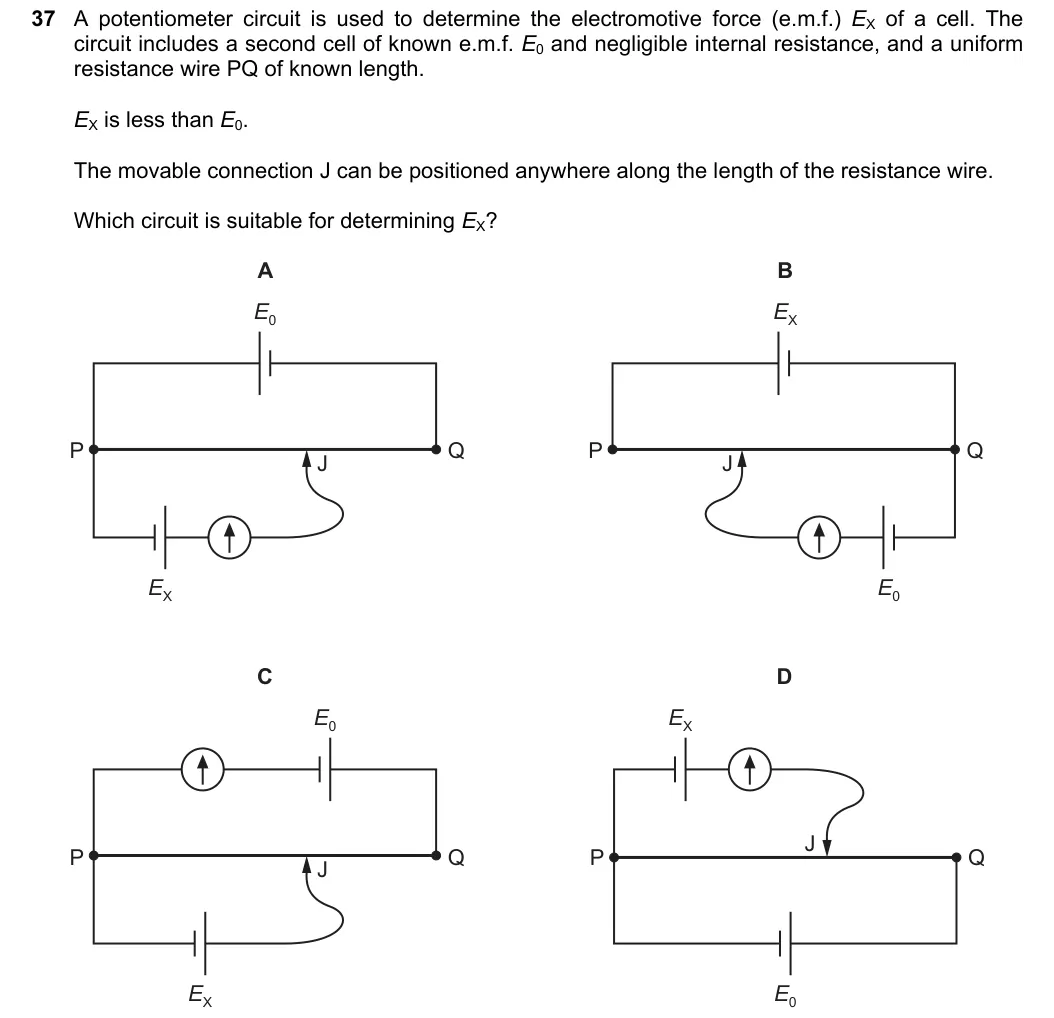 37 A potentiometer circuit is used to determine the electromotive force (e.m.f.) EX of a cell. The
circuit includes a second cell of known e.m.f. E0 and negligible internal resistance, and a uniform
resistance wire PQ of known length.
EX is less than E0.
The movable connection J can be positioned anywhere along the length of the resistance wire.
Which circuit is suitable for determining EX?
A
B
E0
EX
P
J
Q
P
J
Q
EX
E0
C
D
E0
EX
P
J
Q
P
J
Q
EX
E0